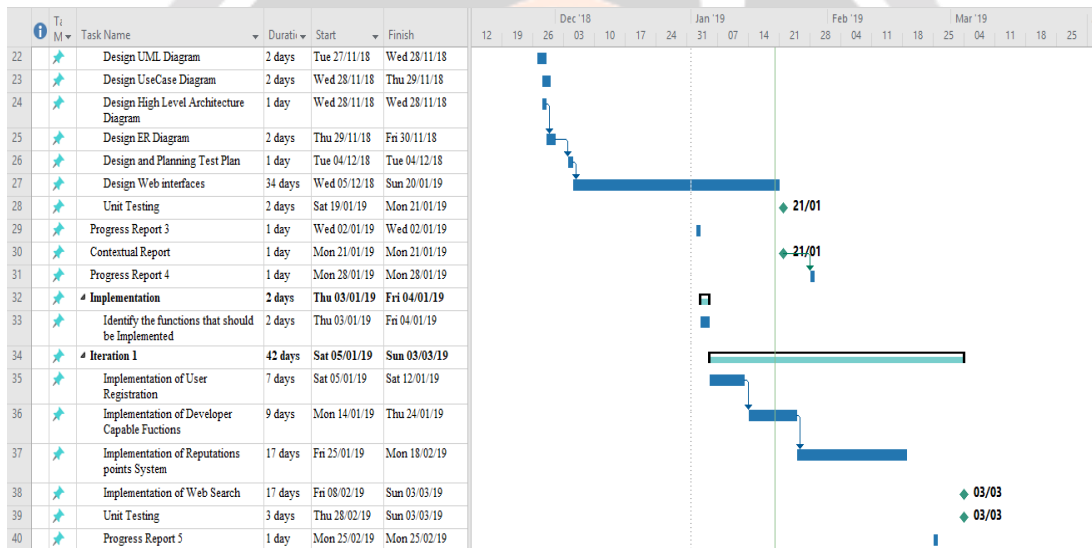 Dec '18 Jan '19 Feb '19 Mar '19
Task Name Start Finish 12 19 26 03 10 17 24 31 07 14 21 28 04 11 18 25 04 11 18 25
22 Design UML Diagram 2 days Tue 27/11/18 Wed 28/11/18
23 Design UseCase Diagram 2 days Wed 28/11/18 Thu 29/11/18
24 Design High Level Architecture 1 day Wed 28/11/18 Wed 28/11/18
Diagram
25 Design ER Diagram 2 days Thu 29/11/18 Fri 30/11/18
26 Design and Planning Test Plan 1 day Tue 04/12/18 Tue 04/12/18
27 Design Web interfaces 34 days Wed 05/12/18 Sun 20/01/19
28 Unit Testing 2 days Sat 19/01/19 Mon 21/01/19 21/01
29 Progress Report 3 1 day Wed 02/01/19 Wed 02/01/19
30 Contextual Report 1 day Mon 21/01/19 Mon 21/01/19 21/01
31 Progress Report 4 1 day Mon 28/01/19 Mon 28/01/19
32 Implementation 2 days Thu 03/01/19 Fri 04/01/19
33 Identify the functions that should 2 days Thu 03/01/19 Fri 04/01/19
be Implemented
34 Iteration 1 42 days Sat 05/01/19 Sun 03/03/19
35 Implementation of User 7 days Sat 05/01/19 Sat 12/01/19
Registration
36 Implementation of Developer 9 days Mon 14/01/19 Thu 24/01/19
Capable Fuctions
37 Implementation of Reputations 17 days Fri 25/01/19 Mon 18/02/19
points System
38 Implementation of Web Search 17 days Fri 08/02/19 Sun 03/03/19 03/03
39 Unit Testing 3 days Thu 28/02/19 Sun 03/03/19 03/03
40 Progress Report 5 1 day Mon 25/02/19 Mon 25/02/19